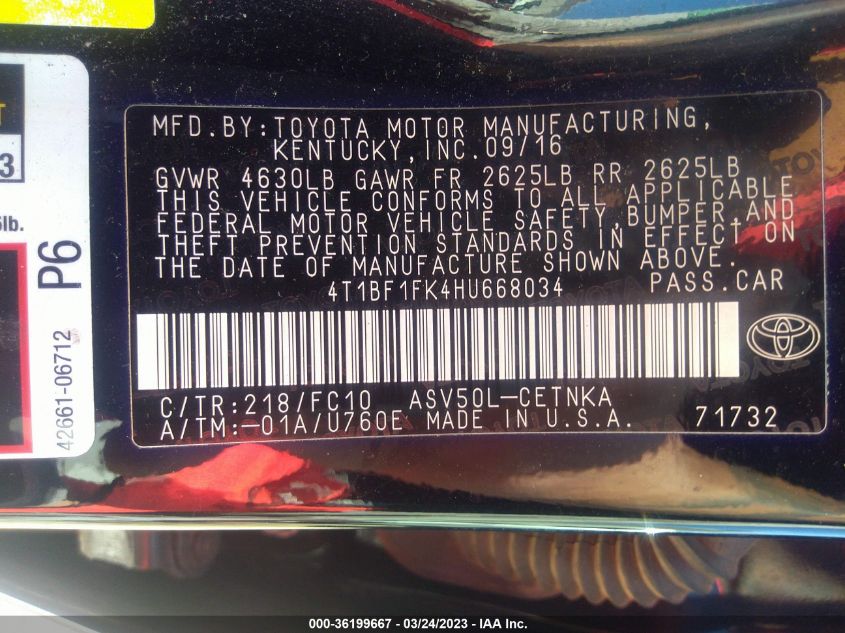 MFD.BY:TOYOTA MOTOR MANUFACTURING,
KENTUCKY,INC.09/16
GVWR 4630LB GAWR FR 2625LB RR 2625LB
THIS VEHICLE CONFORMS TO ALL APPLICABLE
FEDERAL MOTOR VEHICLE SAFETY,BUMPER,AND
THEFT PREVENTION STANDARDS IN EFFECT ON
THE DATE OF MANUFACTURE SHOWN ABOVE.
4T1BF1FK4HU668034 PASS.CAR
C/TR:218/FC10 ASV50L-CETNKA
A/TM:-01A/U760E MADE IN U.S.A. 71732
T
3
lb.
P6
42661-06712
000-36199667 - 03/24/2023 - IAA Inc.